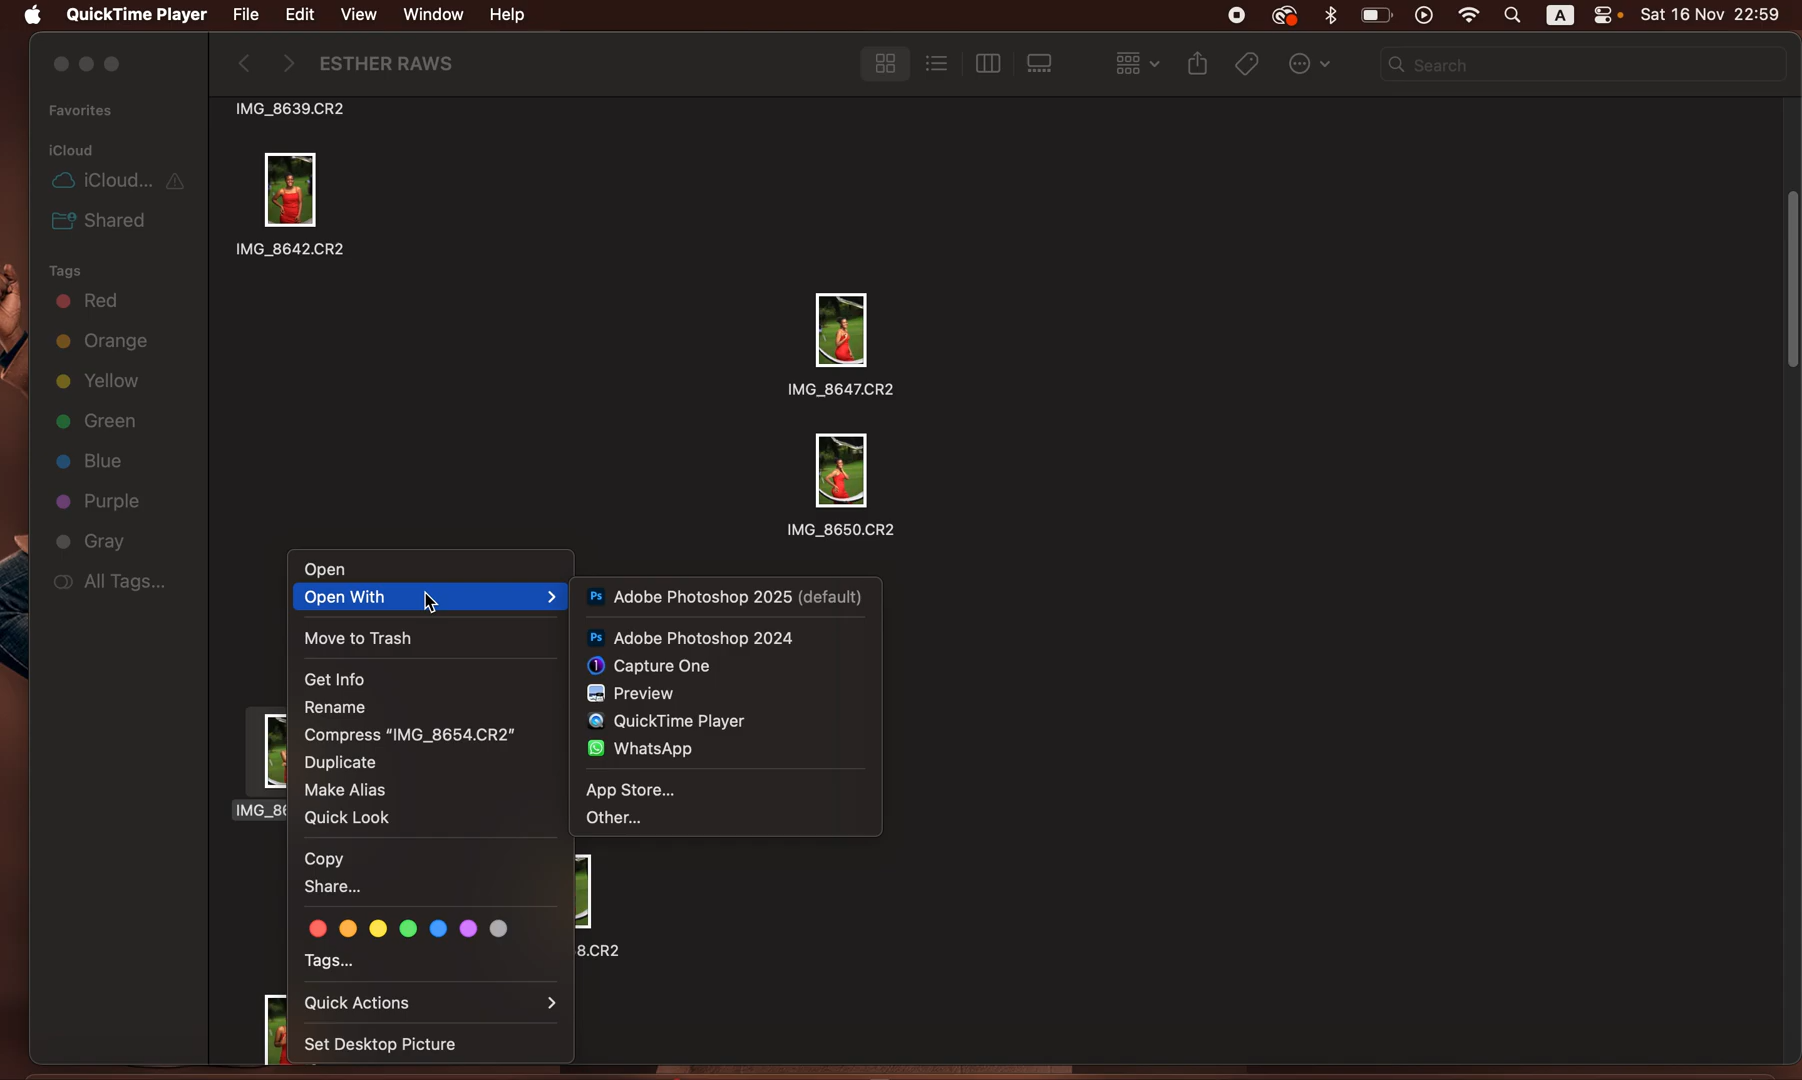 QuickTime Player File Edit View Window Help
A Sat 16 Nov 22:59
ESTHER RAWS
Search
Favorites
iCloud
iCloud...
Shared
Tags
Red
Orange
Yellow
Green
Blue
Purple
Gray
All Tags...
IMG_8639.CR2
IMG_8642.CR2
IMG_8647.CR2
IMG_8650.CR2
IMG_86
8.CR2
Open
Open With
Move to Trash
Get Info
Rename
Compress “IMG_8654.CR2”
Duplicate
Make Alias
Quick Look
Copy
Share...
Tags...
Quick Actions
Set Desktop Picture
Ps Adobe Photoshop 2025 (default)
Ps Adobe Photoshop 2024
1 Capture One
Preview
QuickTime Player
WhatsApp
App Store...
Other...